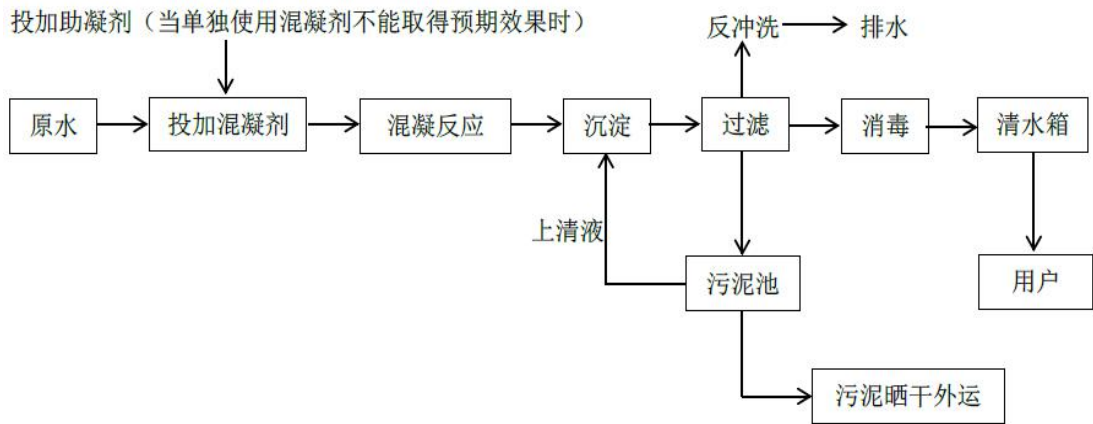 投加助凝剂（当单独使用混凝剂不能取得预期效果时）
反冲洗
排水
原水
投加混凝剂
混凝反应
沉淀
过滤
消毒
清水箱
上清液
污泥池
用户
污泥晒干外运